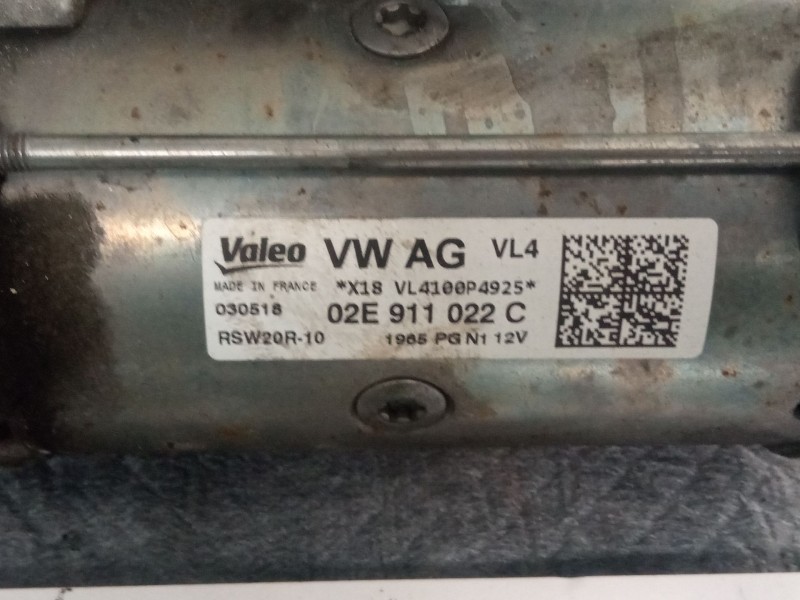 Valeo VW AG VL4
MADE IN FRANCE *X18 VL4100P4925*
030518 02E 911 022 C
RSW20R-10 1965 PG N1 12V